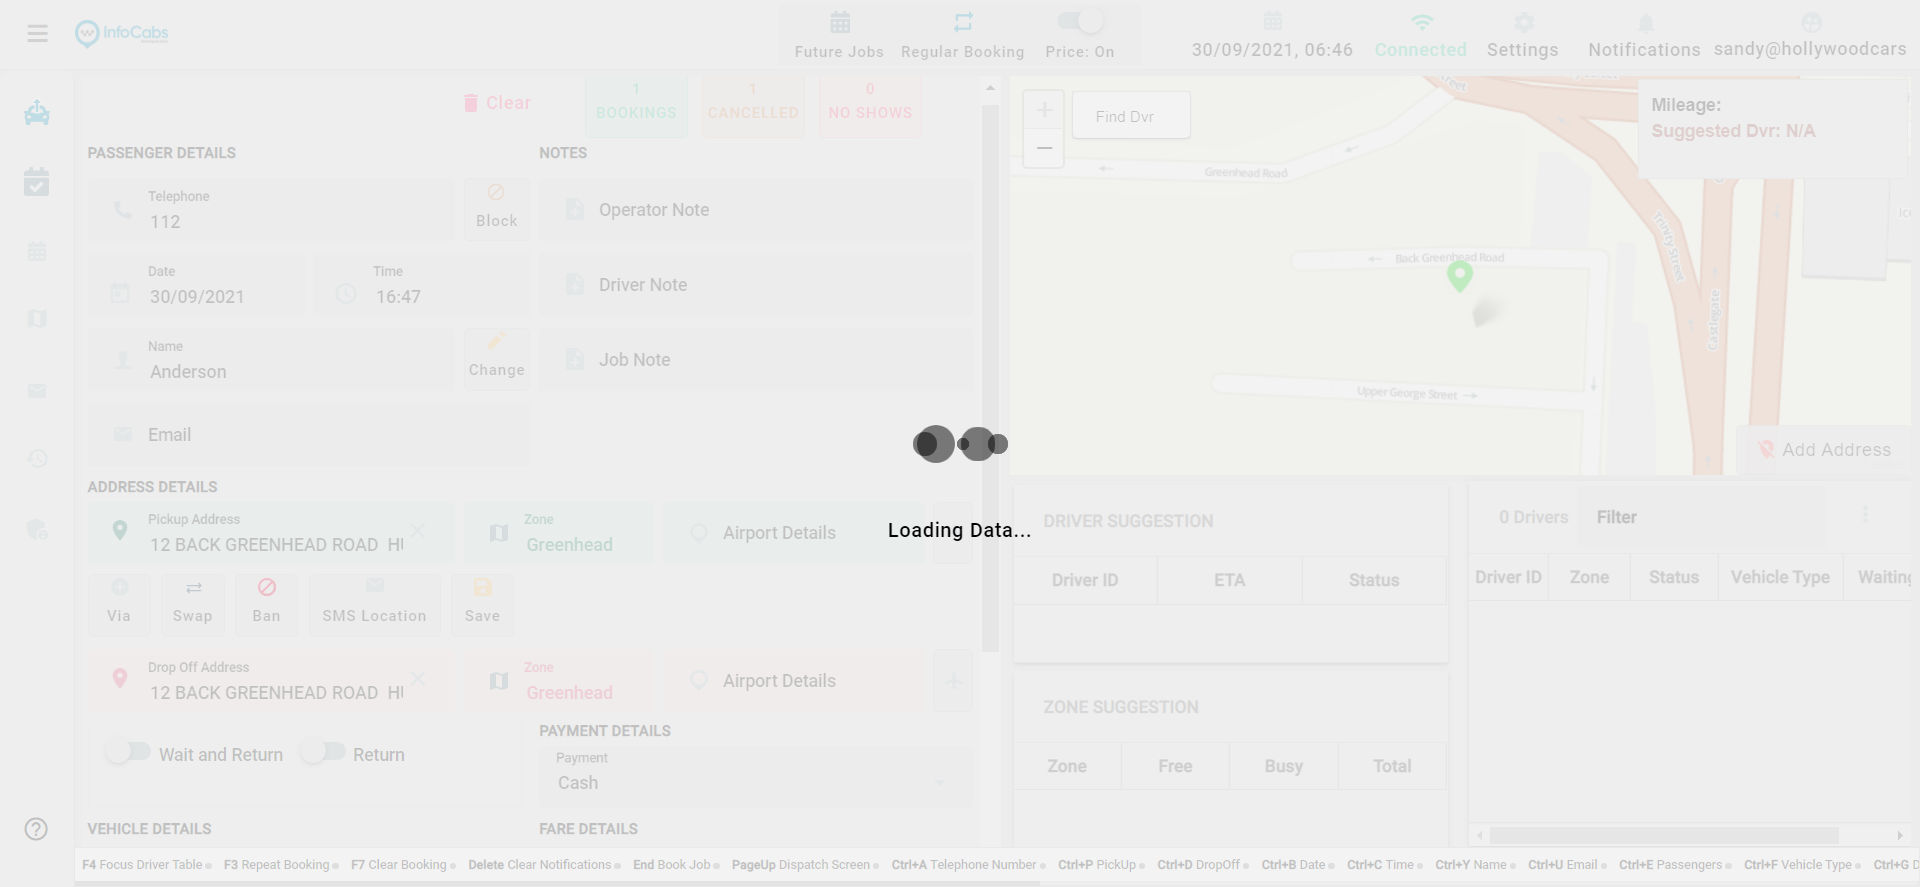 InfoCabs
Future Jobs
Regular Booking
Price: On
30/09/2021, 06:46
Connected
Settings
Notifications
sandy@hollywoodcars
Clear
1
BOOKINGS
1
CANCELLED
0
NO SHOWS
PASSENGER DETAILS
NOTES
Telephone
112
Block
Operator Note
Date
30/09/2021
Time
16:47
Driver Note
Name
Anderson
Change
Job Note
Email
ADDRESS DETAILS
Pickup Address
12 BACK GREENHEAD ROAD
Zone
Greenhead
Airport Details
Via
Swap
Ban
SMS Location
Save
Drop Off Address
12 BACK GREENHEAD ROAD
Zone
Greenhead
Airport Details
Wait and Return
Return
PAYMENT DETAILS
Payment
Cash
VEHICLE DETAILS
FARE DETAILS
Loading Data...
Find Dvr
Mileage:
Suggested Dvr: N/A
Greenhead Road
Back Greenhead Road
Upper George Street
Trinity Street
Castlegate
Add Address
DRIVER SUGGESTION
Driver ID ETA Status
ZONE SUGGESTION
Zone Free Busy Total
0 Drivers
Filter
Driver ID Zone Status Vehicle Type Waiting
F4 Focus Driver Table F3 Repeat Booking F7 Clear Booking Delete Clear Notifications End Book Job PageUp Dispatch Screen Ctrl+A Telephone Number Ctrl+P PickUp Ctrl+D DropOff Ctrl+B Date Ctrl+C Time Ctrl+Y Name Ctrl+U Email Ctrl+E Passengers Ctrl+F Vehicle Type Ctrl+G